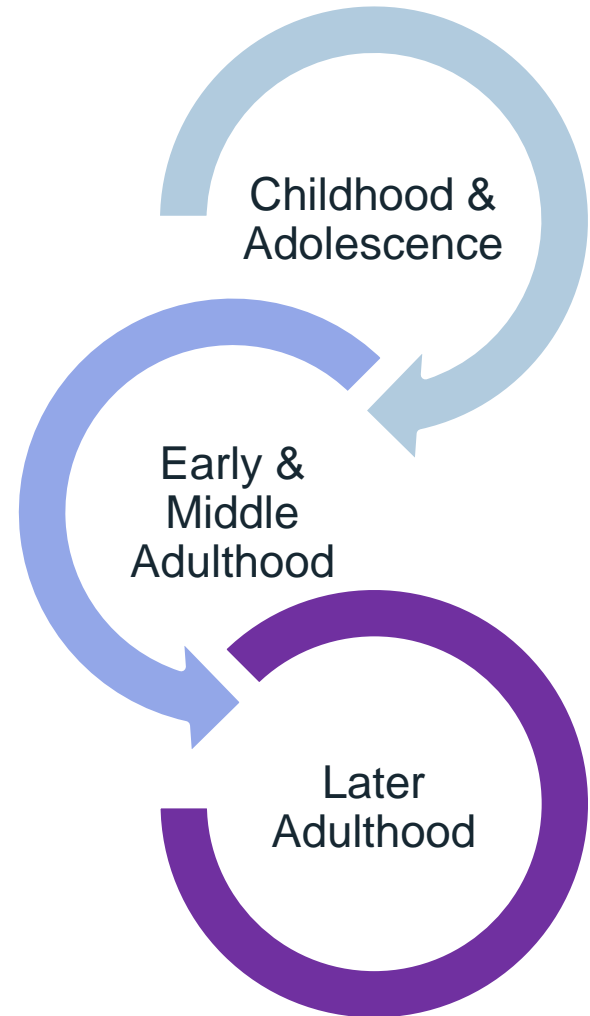 Childhood &
Adolescence
Early &
Middle
Adulthood
Later
Adulthood